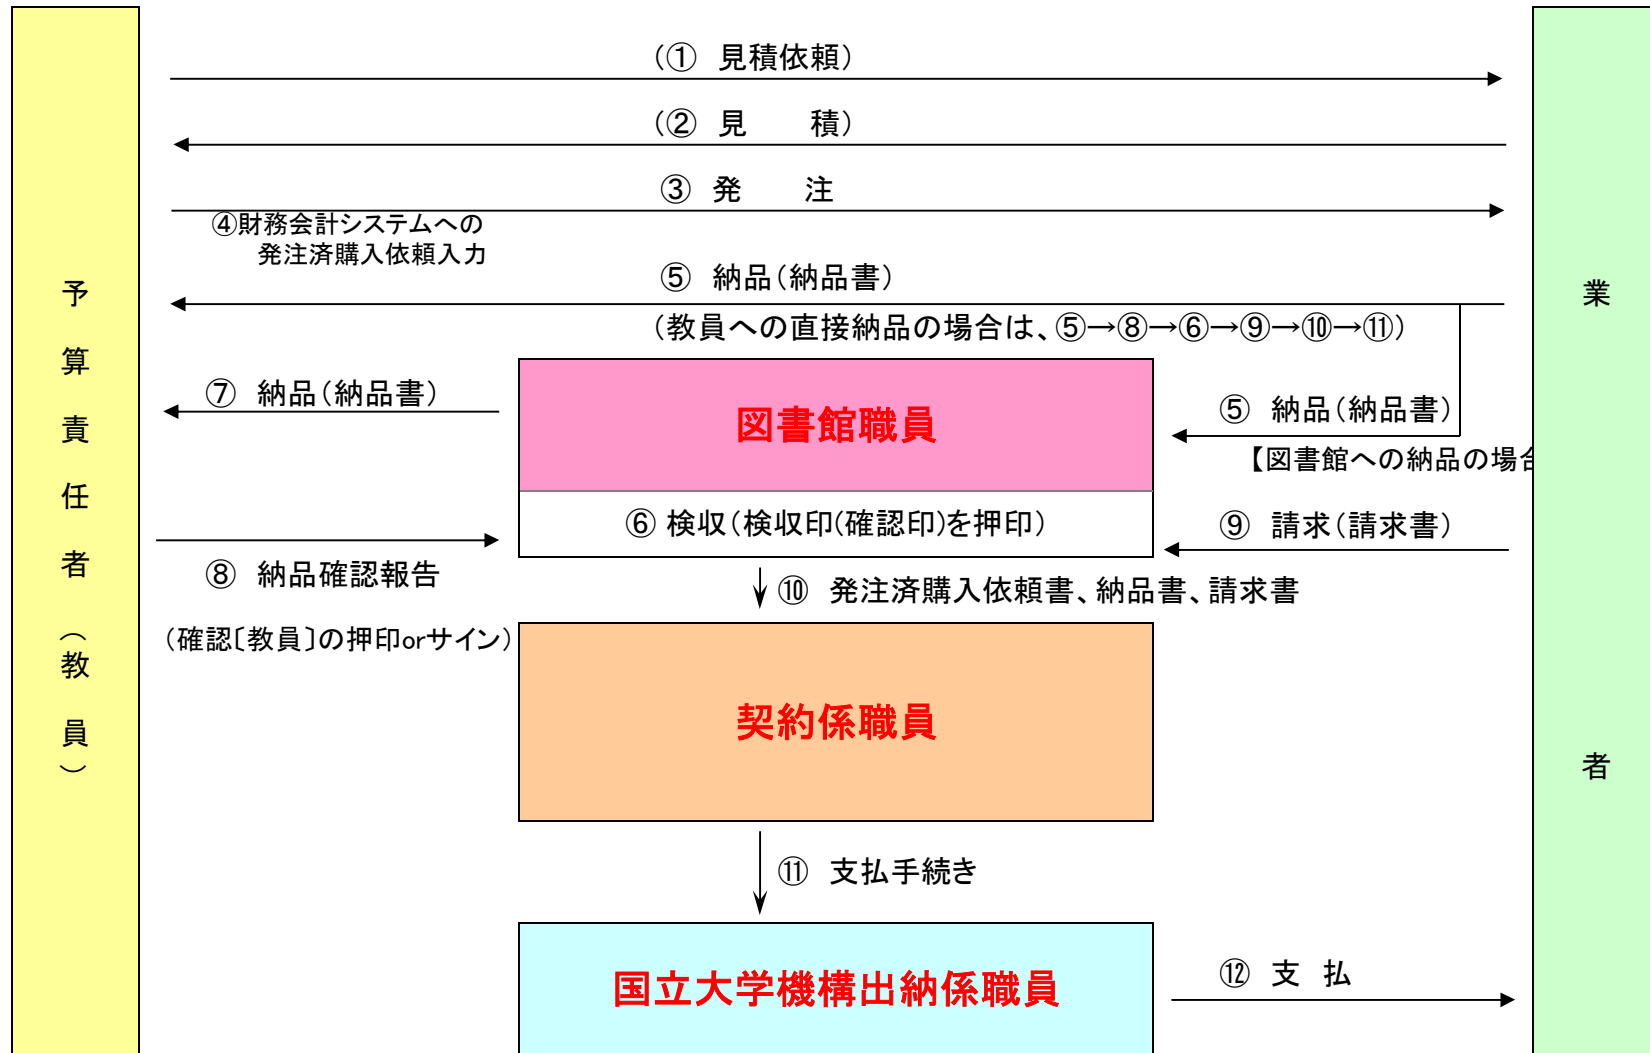 (① 見積依頼)
(② 見　積)
③ 発　注
④財務会計システムへの
発注済購入依頼入力
⑤ 納品(納品書)
(教員への直接納品の場合は、⑤→⑧→⑥→⑨→⑩→⑪)
予算責任者(教員)
業者
⑦ 納品(納品書)
図書館職員
⑤ 納品(納品書)
【図書館への納品の場合
⑥ 検収(検収印(確認印)を押印)
⑨ 請求(請求書)
⑧ 納品確認報告
⑩ 発注済購入依頼書、納品書、請求書
(確認〔教員〕の押印orサイン)
契約係職員
⑪ 支払手続き
国立大学機構出納係職員
⑫ 支 払